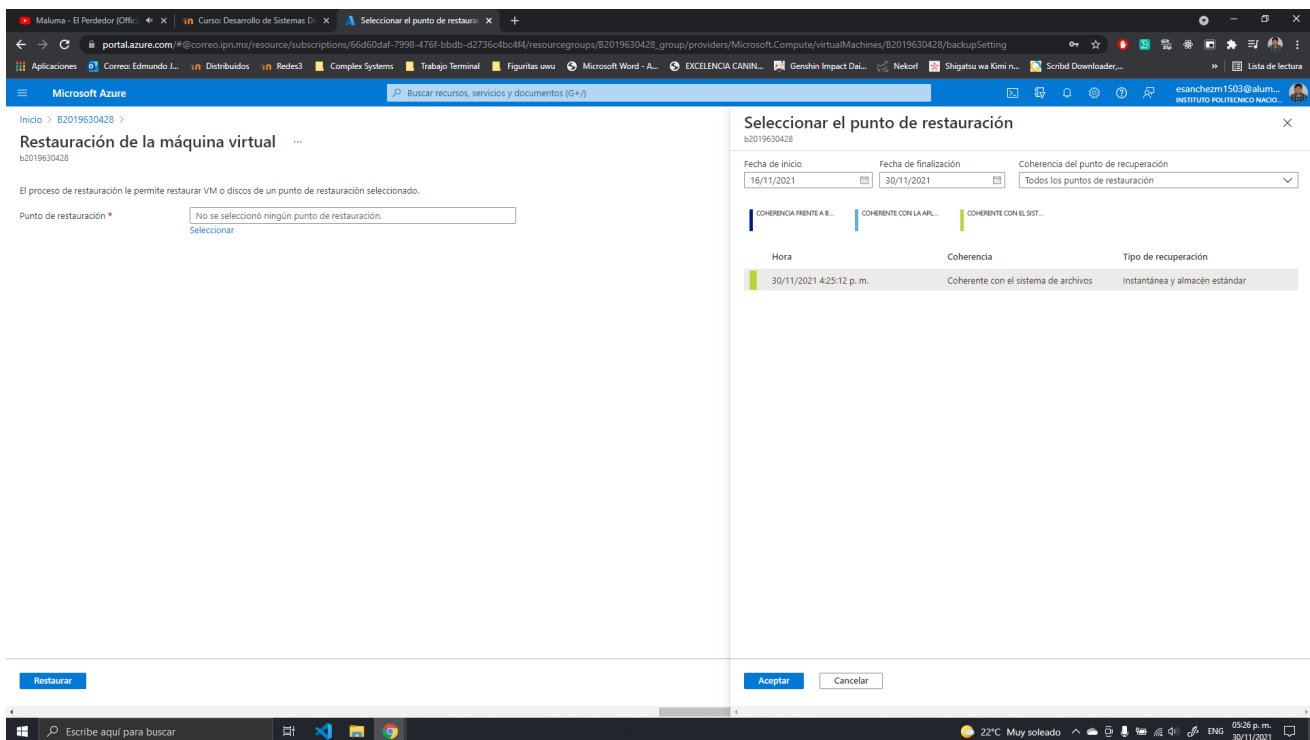 Maluma - El Perdedor (Offici
Curso: Desarrollo de Sistemas Di
Seleccionar el punto de restaurac
portal.azure.com/#@correo.ipn.mx/resource/subscriptions/66d60daf-7998-476f-bbdb-d2736c4bc4f4/resourcegroups/B2019630428_group/providers/Microsoft.Compute/virtualMachines/B2019630428/backupSetting
Aplicaciones Correo: Edmundo J... Distribuidos Redes3 Complex Systems Trabajo Terminal Figuritas uwu Microsoft Word - A... EXCELENCIA CANIN... Genshin Impact Dai... Nekorl Shigatsu wa Kimi n... Scribd Downloader,... » Lista de lectura
Microsoft Azure
Buscar recursos, servicios y documentos (G+/)
esanchezm1503@alum...
INSTITUTO POLITECNICO NACIO...
Inicio > B2019630428 >
Restauración de la máquina virtual ...
b2019630428
El proceso de restauración le permite restaurar VM o discos de un punto de restauración seleccionado.
Punto de restauración *
No se seleccionó ningún punto de restauración.
Seleccionar
Restaurar
Seleccionar el punto de restauración
b2019630428
Fecha de inicio Fecha de finalización Coherencia del punto de recuperación
16/11/2021 30/11/2021 Todos los puntos de restauración
COHERENCIA FRENTE A B... COHERENTE CON LA APL... COHERENTE CON EL SIST...
Hora Coherencia Tipo de recuperación
30/11/2021 4:25:12 p. m. Coherente con el sistema de archivos Instantánea y almacén estándar
Aceptar Cancelar
Escribe aquí para buscar
22°C Muy soleado
ENG
05:26 p. m.
30/11/2021